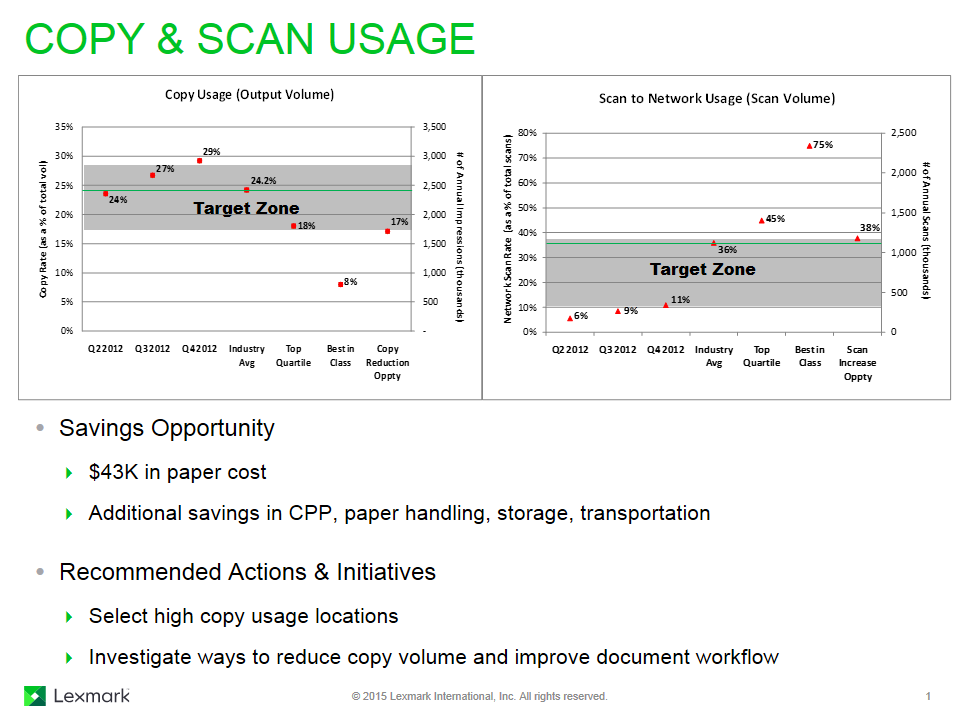 COPY & SCAN USAGE
Copy Usage (Output Volume)
Copy Rate (as a % of total vol)
35%
30%
25%
20%
15%
10%
5%
0%
24%
27%
29%
24.2%
18%
8%
17%
Target Zone
3,500
3,000
2,500
2,000
1,500
1,000
500
-
# of Annual Impressions (thousands)
Q2 2012 Q3 2012 Q4 2012 Industry Top Best in Copy
Avg Quartile Class Reduction
Oppty
Scan to Network Usage (Scan Volume)
Network Scan Rate (as a % of total scans)
80%
70%
60%
50%
40%
30%
20%
10%
0%
6%
9%
11%
36%
45%
75%
38%
Target Zone
2,500
2,000
1,500
1,000
500
0
# of Annual Scans (thousands)
Q2 2012 Q3 2012 Q4 2012 Industry Top Best in Scan
Avg Quartile Class Increase
Oppty
• Savings Opportunity
$43K in paper cost
Additional savings in CPP, paper handling, storage, transportation
• Recommended Actions & Initiatives
Select high copy usage locations
Investigate ways to reduce copy volume and improve document workflow
Lexmark
© 2015 Lexmark International, Inc. All rights reserved.
1